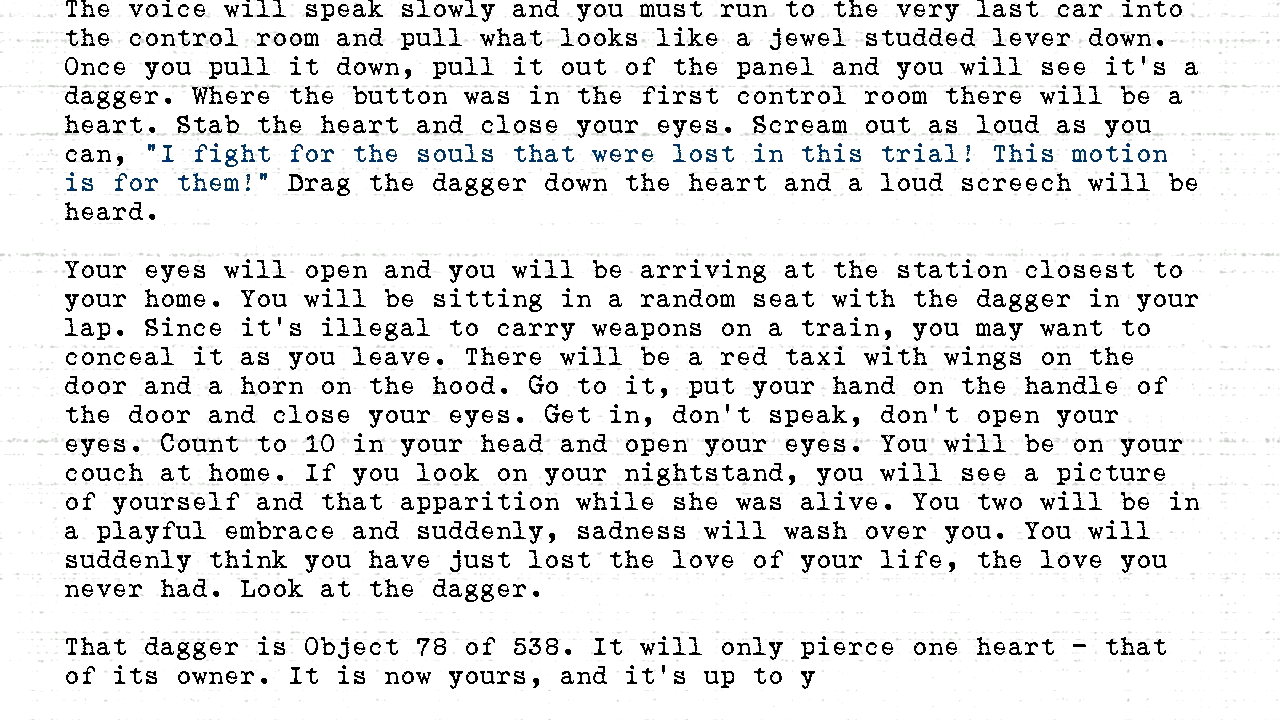 The voice will speak slowly and you must run to the very last car into
the control room and pull what looks like a jewel studded lever down.
Once you pull it down, pull it out of the panel and you will see it's a
dagger. Where the button was in the first control room there will be a
heart. Stab the heart and close your eyes. Scream out as loud as you
can, "I fight for the souls that were lost in this trial! This motion
is for them!" Drag the dagger down the heart and a loud screech will be
heard.

Your eyes will open and you will be arriving at the station closest to
your home. You will be sitting in a random seat with the dagger in your
lap. Since it's illegal to carry weapons on a train, you may want to
conceal it as you leave. There will be a red taxi with wings on the
door and a horn on the hood. Go to it, put your hand on the handle of
the door and close your eyes. Get in, don't speak, don't open your
eyes. Count to 10 in your head and open your eyes. You will be on your
couch at home. If you look on your nightstand, you will see a picture
of yourself and that apparition while she was alive. You two will be in
a playful embrace and suddenly, sadness will wash over you. You will
suddenly think you have just lost the love of your life, the love you
never had. Look at the dagger.

That dagger is Object 78 of 538. It will only pierce one heart - that
of its owner. It is now yours, and it's up to y